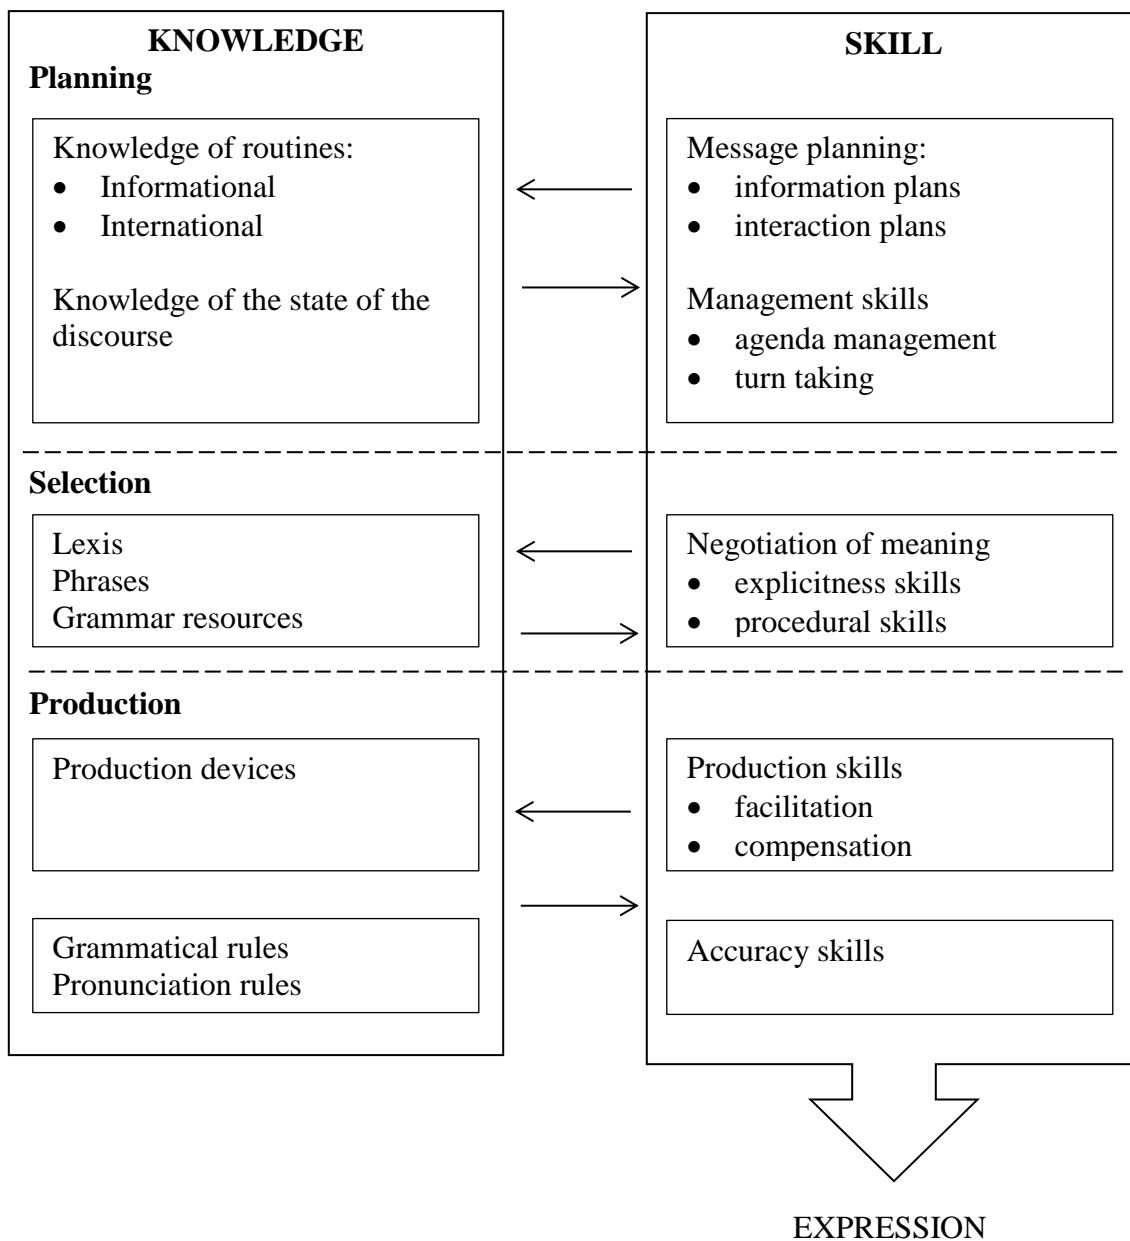 KNOWLEDGE
Planning
Knowledge of routines:
• Informational
• International
Knowledge of the state of the
discourse
SKILL
Message planning:
• information plans
• interaction plans
Management skills
• agenda management
• turn taking
Selection
Lexis
Phrases
Grammar resources
Negotiation of meaning
• explicitness skills
• procedural skills
Production
Production devices
Production skills
• facilitation
• compensation
Grammatical rules
Pronunciation rules
Accuracy skills
EXPRESSION